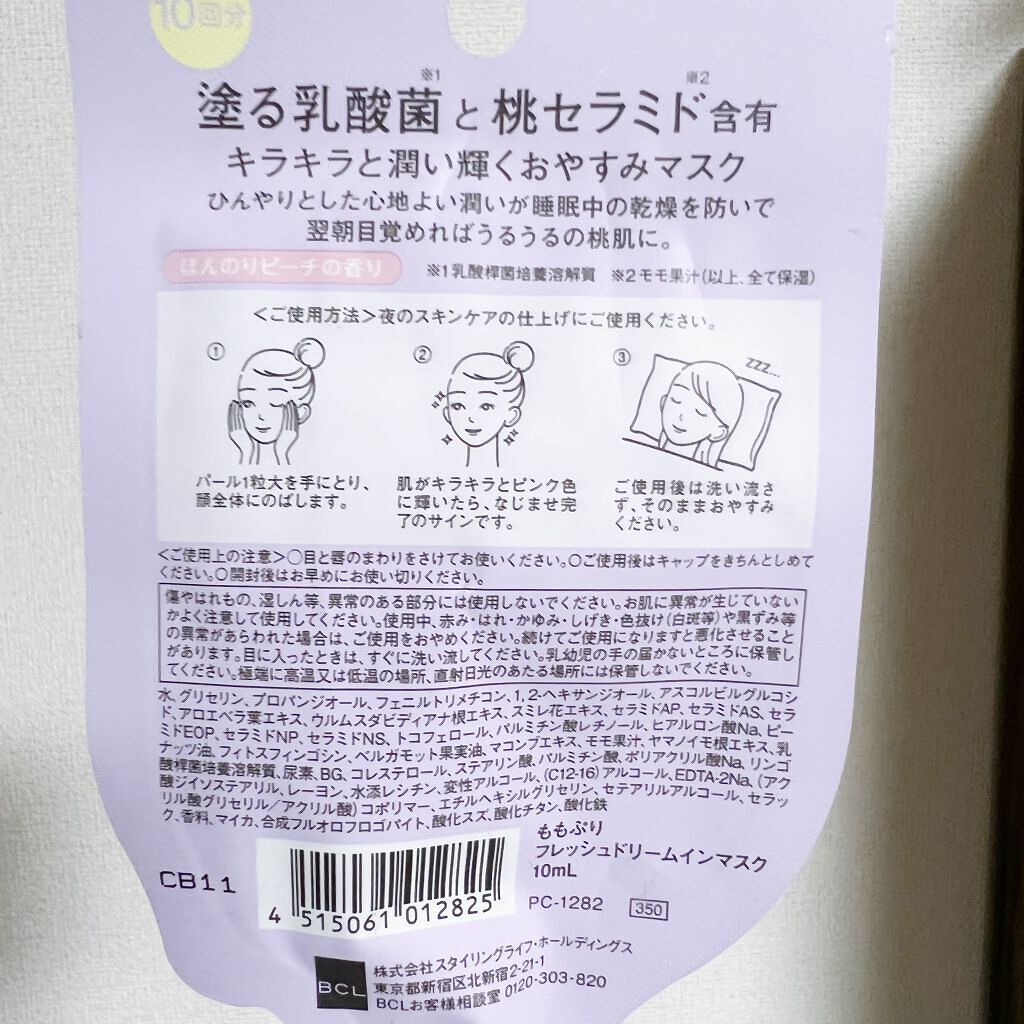 10回分
※1 ※2
塗る乳酸菌と桃セラミド含有
キラキラと潤い輝くおやすみマスク
ひんやりとした心地よい潤いが睡眠中の乾燥を防いで
翌朝目覚めればうるうるの桃肌に。
ほんのりピーチの香り ※1乳酸桿菌培養溶解質 ※2モモ果汁(以上、全て保湿)
＜ご使用方法＞夜のスキンケアの仕上げにご使用ください。
① ② ③ zzz...
パール1粒大を手にとり、
顔全体にのばします。
肌がキラキラとピンク色
に輝いたら、なじませ完
了のサインです。
ご使用後は洗い流さ
ず、そのままおやすみ
ください。
＜ご使用上の注意＞○目と唇のまわりをさけてお使いください。○ご使用後はキャップをきちんとしめて
ください。○開封後はお早めにお使い切りください。
傷やはれもの、湿しん等、異常のある部分には使用しないでください。お肌に異常が生じていない
かよく注意して使用してください。使用中、赤み・はれ・かゆみ・しげき・色抜け(白斑等)や黒ずみ等
の異常があらわれた場合は、ご使用をおやめください。続けてご使用になりますと悪化させること
があります。目に入ったときは、すぐに洗い流してください。乳幼児の手の届かないところに保管し
てください。極端に高温又は低温の場所、直射日光のあたる場所には保管しないでください。
水、グリセリン、プロパンジオール、フェニルトリメチコン、1,2-ヘキサンジオール、アスコルビルグルコシ
ド、アロエベラ葉エキス、ウルムスダビディアナ根エキス、スミレ花エキス、セラミドAP、セラミドAS、セラ
ミドEOP、セラミドNP、セラミドNS、トコフェロール、パルミチン酸レチノール、ヒアルロン酸Na、ピー
ナッツ油、フィトスフィンゴシン、ベルガモット果実油、マコンブエキス、モモ果汁、ヤマノイモ根エキス、乳
酸桿菌培養溶解質、尿素、BG、コレステロール、ステアリン酸、パルミチン酸、ポリアクリル酸Na、リンゴ
酸ジイソステアリル、レーヨン、水添レシチン、変性アルコール、(C12-16)アルコール、EDTA-2Na、(アク
リル酸グリセリル／アクリル酸)コポリマー、エチルヘキシルグリセリン、セテアリルアルコール、セラッ
ク、香料、マイカ、合成フルオロフロゴパイト、酸化スズ、酸化チタン、酸化鉄
ももぷり
フレッシュドリームインマスク
10mL
CB11
4 515061 012825
PC-1282 350
BCL
株式会社スタイリングライフ・ホールディングス
東京都新宿区北新宿2-21-1
BCLお客様相談室 0120-303-820